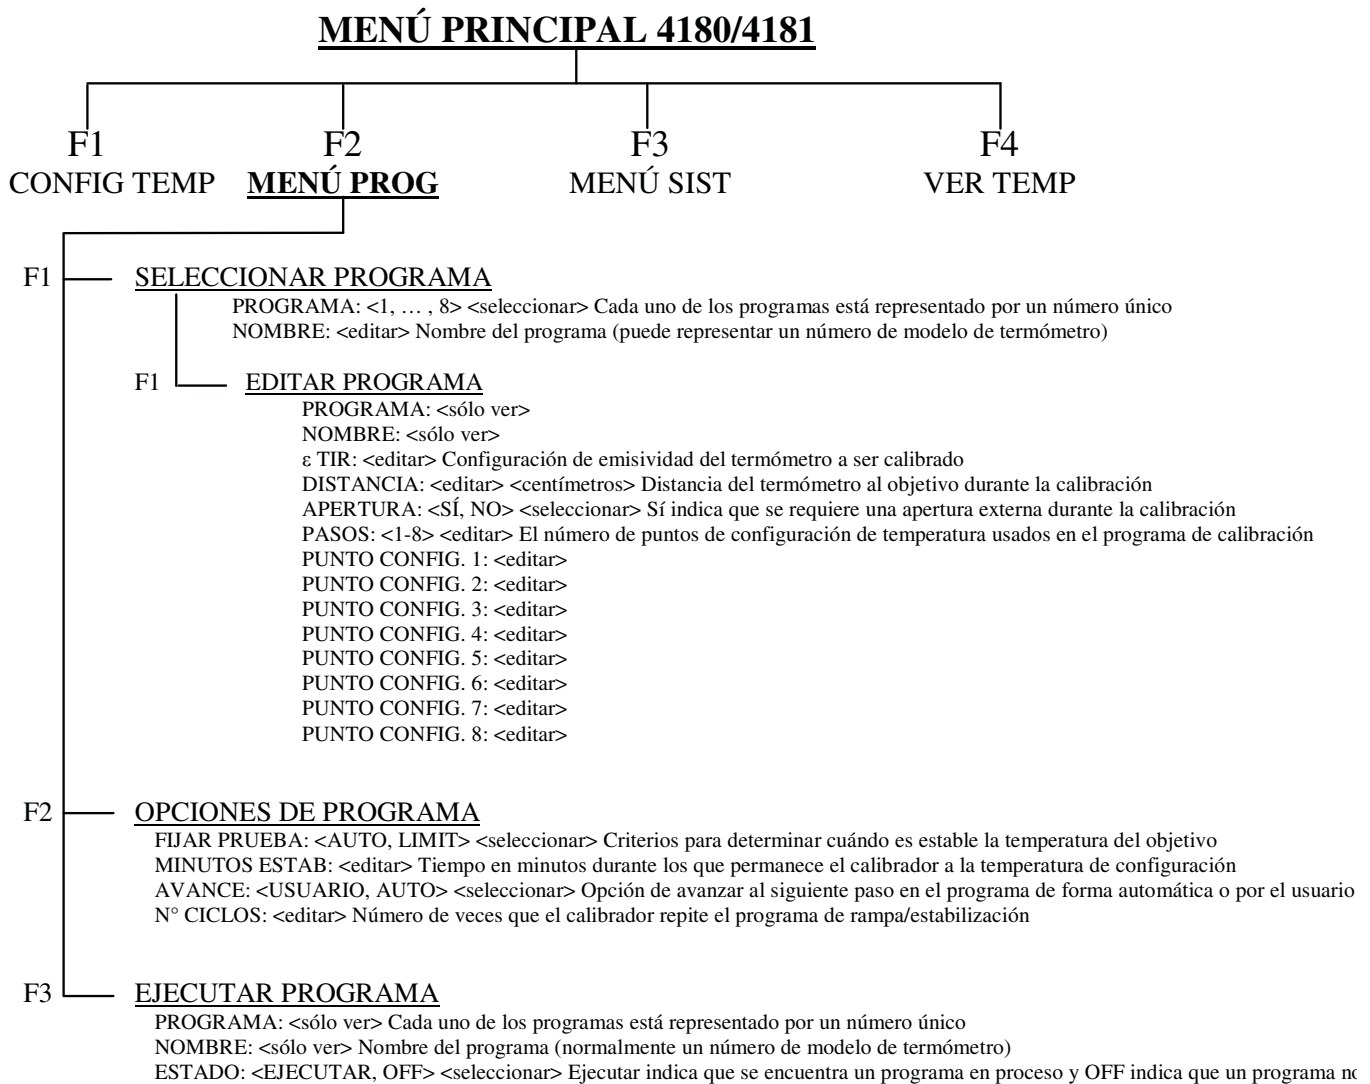 MENÚ PRINCIPAL 4180/4181
F1 F2 F3 F4
CONFIG TEMP MENÚ PROG MENÚ SIST VER TEMP
F1 SELECCIONAR PROGRAMA
PROGRAMA: <1, … , 8> <seleccionar> Cada uno de los programas está representado por un número único
NOMBRE: <editar> Nombre del programa (puede representar un número de modelo de termómetro)
F1 EDITAR PROGRAMA
PROGRAMA: <sólo ver>
NOMBRE: <sólo ver>
ε TIR: <editar> Configuración de emisividad del termómetro a ser calibrado
DISTANCIA: <editar> <centímetros> Distancia del termómetro al objetivo durante la calibración
APERTURA: <SÍ, NO> <seleccionar> Sí indica que se requiere una apertura externa durante la calibración
PASOS: <1-8> <editar> El número de puntos de configuración de temperatura usados en el programa de calibración
PUNTO CONFIG. 1: <editar>
PUNTO CONFIG. 2: <editar>
PUNTO CONFIG. 3: <editar>
PUNTO CONFIG. 4: <editar>
PUNTO CONFIG. 5: <editar>
PUNTO CONFIG. 6: <editar>
PUNTO CONFIG. 7: <editar>
PUNTO CONFIG. 8: <editar>
F2 OPCIONES DE PROGRAMA
FIJAR PRUEBA: <AUTO, LIMIT> <seleccionar> Criterios para determinar cuándo es estable la temperatura del objetivo
MINUTOS ESTAB: <editar> Tiempo en minutos durante los que permanece el calibrador a la temperatura de configuración
AVANCE: <USUARIO, AUTO> <seleccionar> Opción de avanzar al siguiente paso en el programa de forma automática o por el usuario
N° CICLOS: <editar> Número de veces que el calibrador repite el programa de rampa/estabilización
F3 EJECUTAR PROGRAMA
PROGRAMA: <sólo ver> Cada uno de los programas está representado por un número único
NOMBRE: <sólo ver> Nombre del programa (normalmente un número de modelo de termómetro)
ESTADO: <EJECUTAR, OFF> <seleccionar> Ejecutar indica que se encuentra un programa en proceso y OFF indica que un programa no